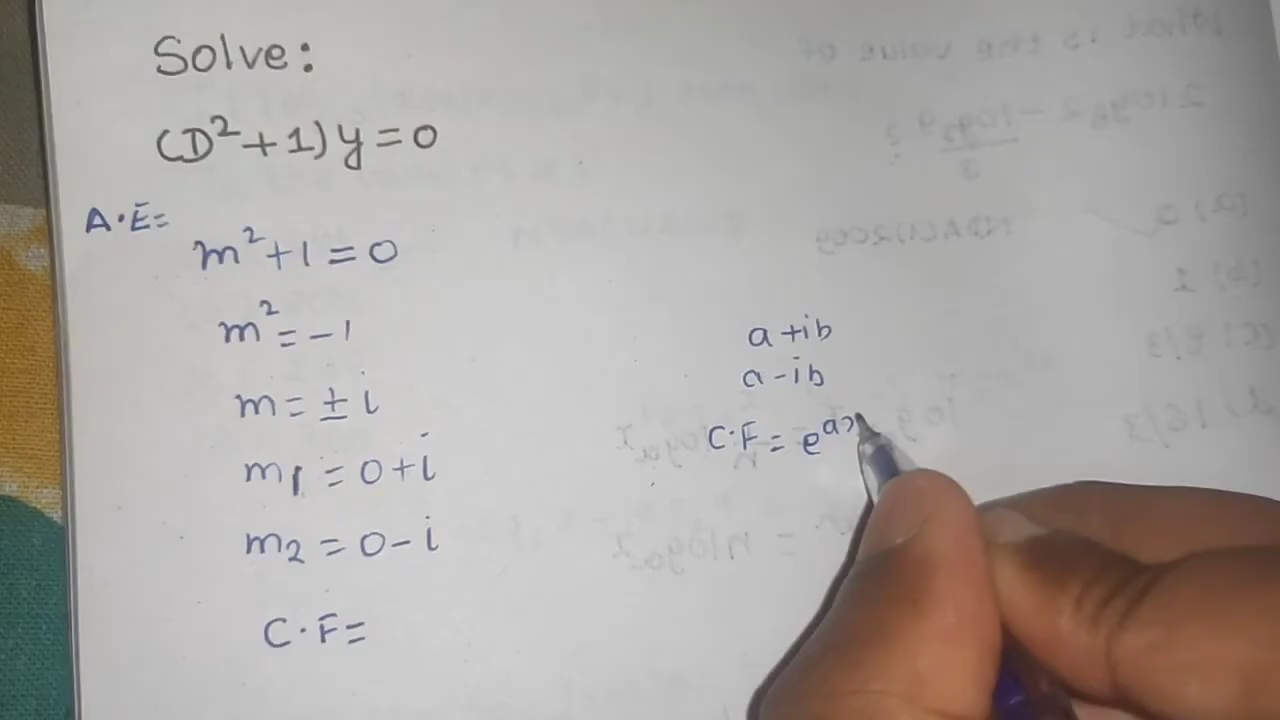 Solve:
(D²+1)y=0
A.E=
m²+1=0
m²=-1
m=±i
m₁=0+i
m₂=0-i
C.F=
a+ib
a-ib
C.F=e^ax